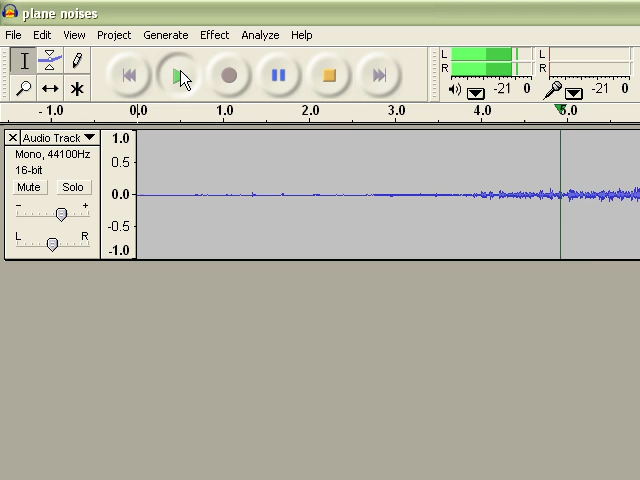 plane noises
File Edit View Project Generate Effect Analyze Help
L
R
-21 0
L
R
-21 0
- 1.0 0.0 1.0 2.0 3.0 4.0 5.0
Audio Track
Mono, 44100Hz
16-bit
Mute Solo
- +
L R
1.0
0.5
0.0
-0.5
-1.0